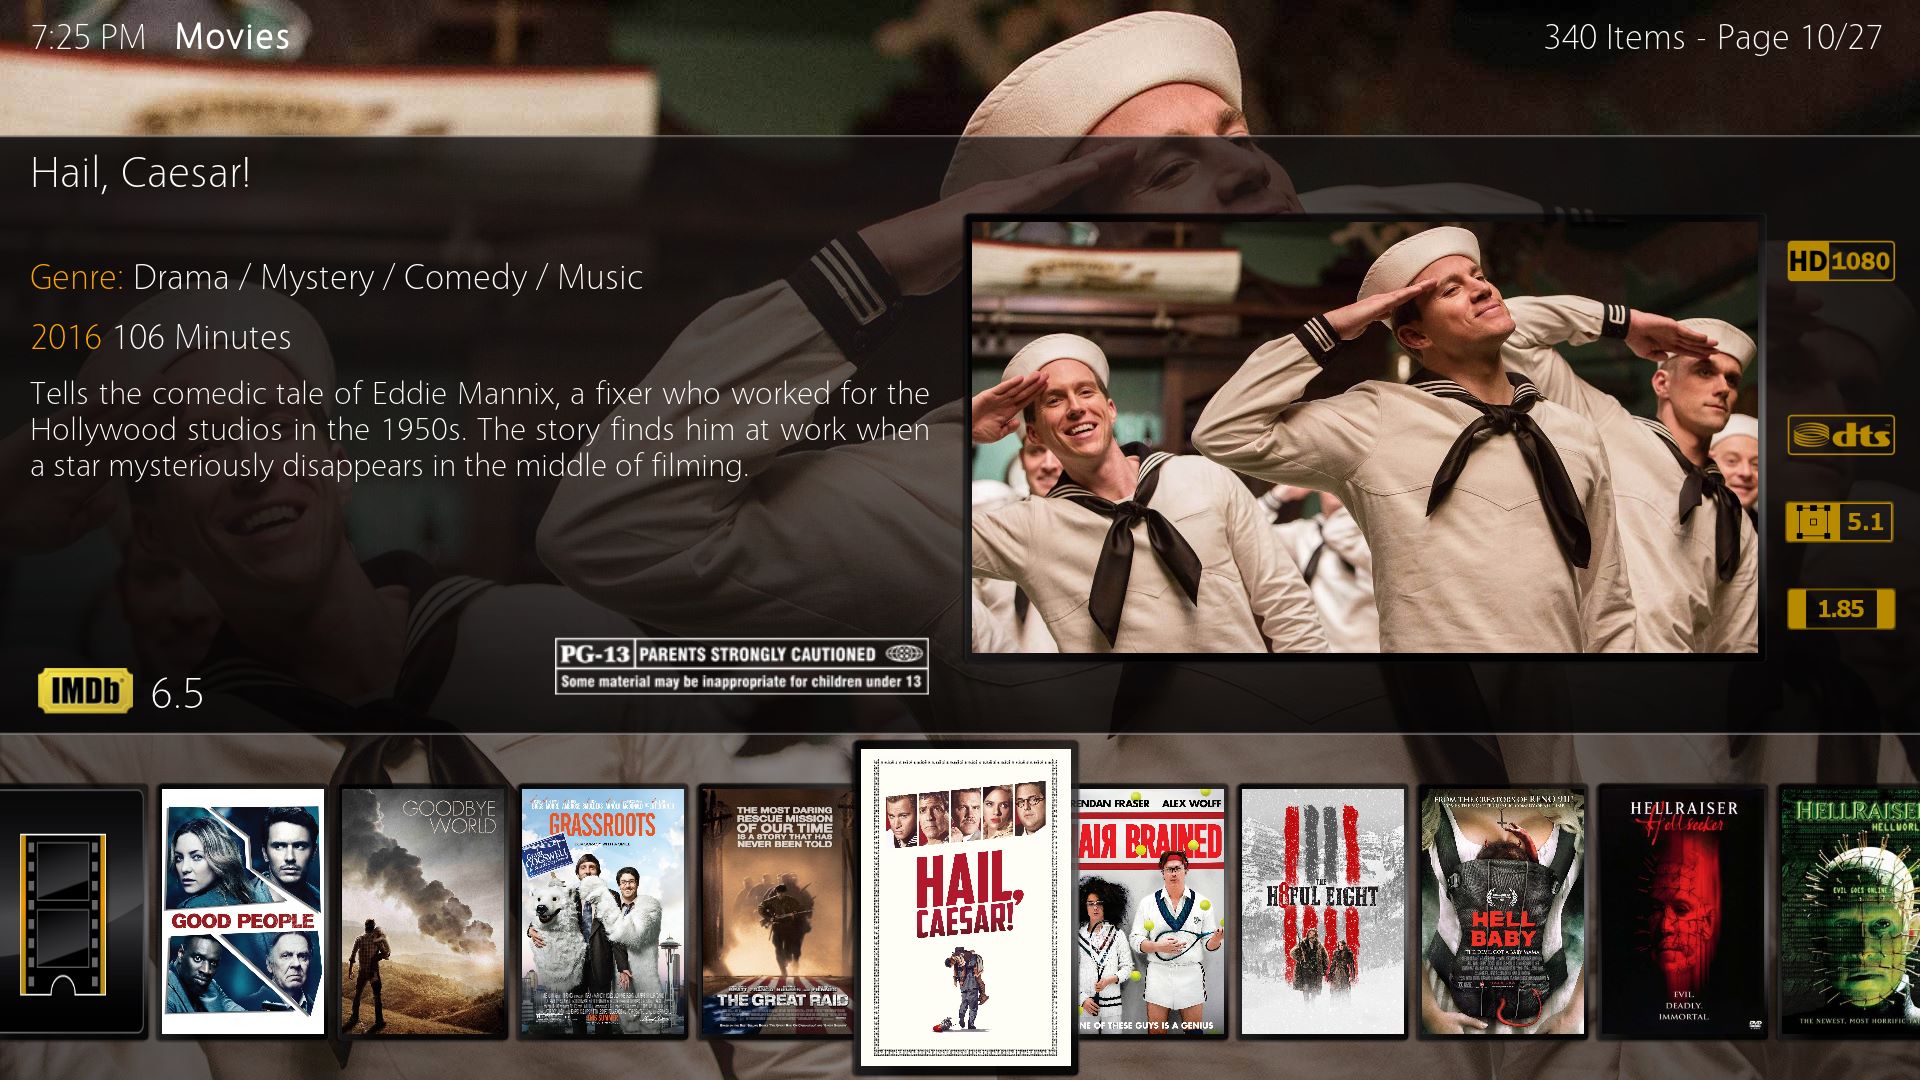 7:25 PM Movies
340 Items - Page 10/27
Hail, Caesar!
Genre: Drama / Mystery / Comedy / Music
2016 106 Minutes
Tells the comedic tale of Eddie Mannix, a fixer who worked for the
Hollywood studios in the 1950s. The story finds him at work when
a star mysteriously disappears in the middle of filming.
HD 1080
dts
5.1
1.85
PG-13 PARENTS STRONGLY CAUTIONED
Some material may be inappropriate for children under 13
IMDb 6.5
GOOD PEOPLE
GOODBYE
WORLD
GRASSROOTS
THE MOST DARING
RESCUE MISSION
OF OUR TIME
IS A STORY THAT HAS
NEVER BEEN TOLD
THE GREAT RAID
HAIL,
CAESAR!
RENDAN FRASER ALEX WOLFF
AIR BRAINED
NE OF THESE GUYS IS A GENIUS
THE
H8FUL EIGHT
FROM THE CREATORS OF RENO 911!
HELL
BABY
HELLRAISER
Hellseeker
EVIL.
DEADLY.
IMMORTAL.
DVD
HELLRAISE
HELLWORL
EVIL GOES ONLINE
THE NEWEST, MOST HORRIFIC